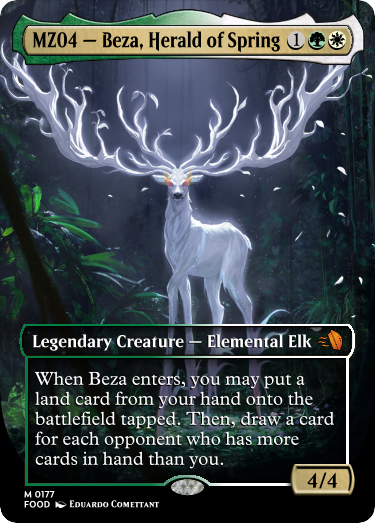 MZ04 — Beza, Herald of Spring 1
Legendary Creature — Elemental Elk
When Beza enters, you may put a
land card from your hand onto the
battlefield tapped. Then, draw a card
for each opponent who has more
cards in hand than you.
4/4
M 0177
FOOD Eduardo Comettant